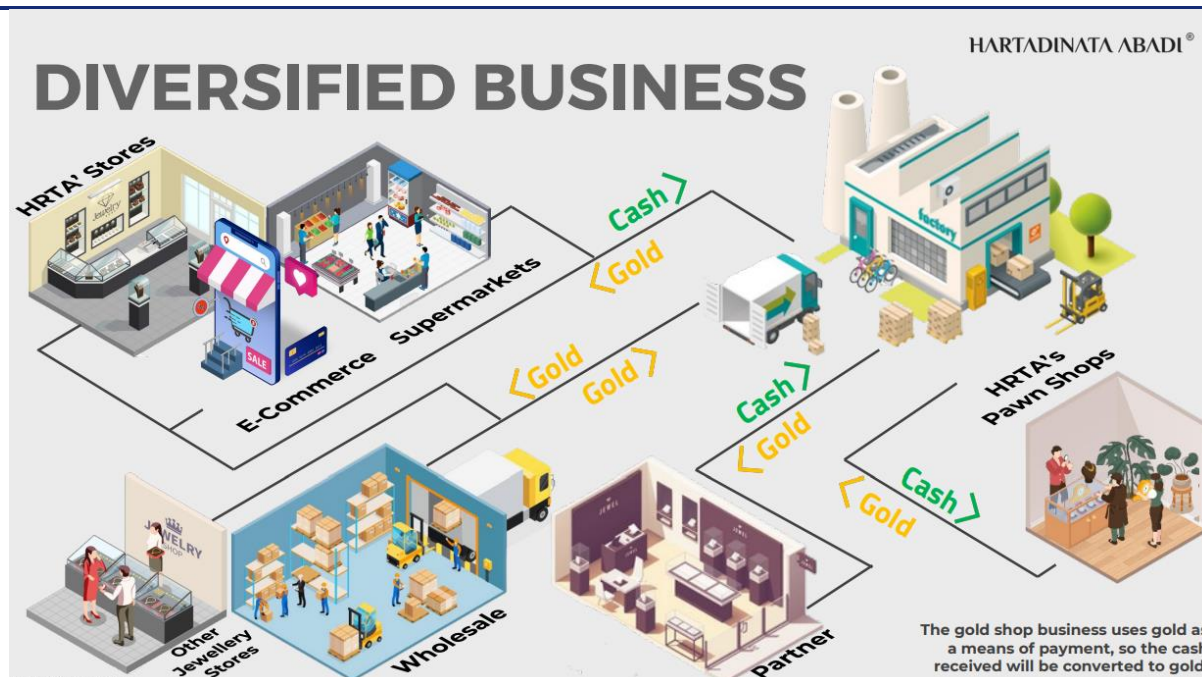 HARTADINATA ABADI®
DIVERSIFIED BUSINESS
HRTA' Stores
Jewelry
SALE
E-Commerce
Supermarkets
Cash
Gold
factory
Gold
Gold
Cash
Gold
HRTA's
Pawn Shops
Cash
Gold
JEWELRY
SHOP
Other
Jewellery
Stores
Wholesale
JEWEL
JEWEL
Partner
The gold shop business uses gold as
a means of payment, so the cash
received will be converted to gold